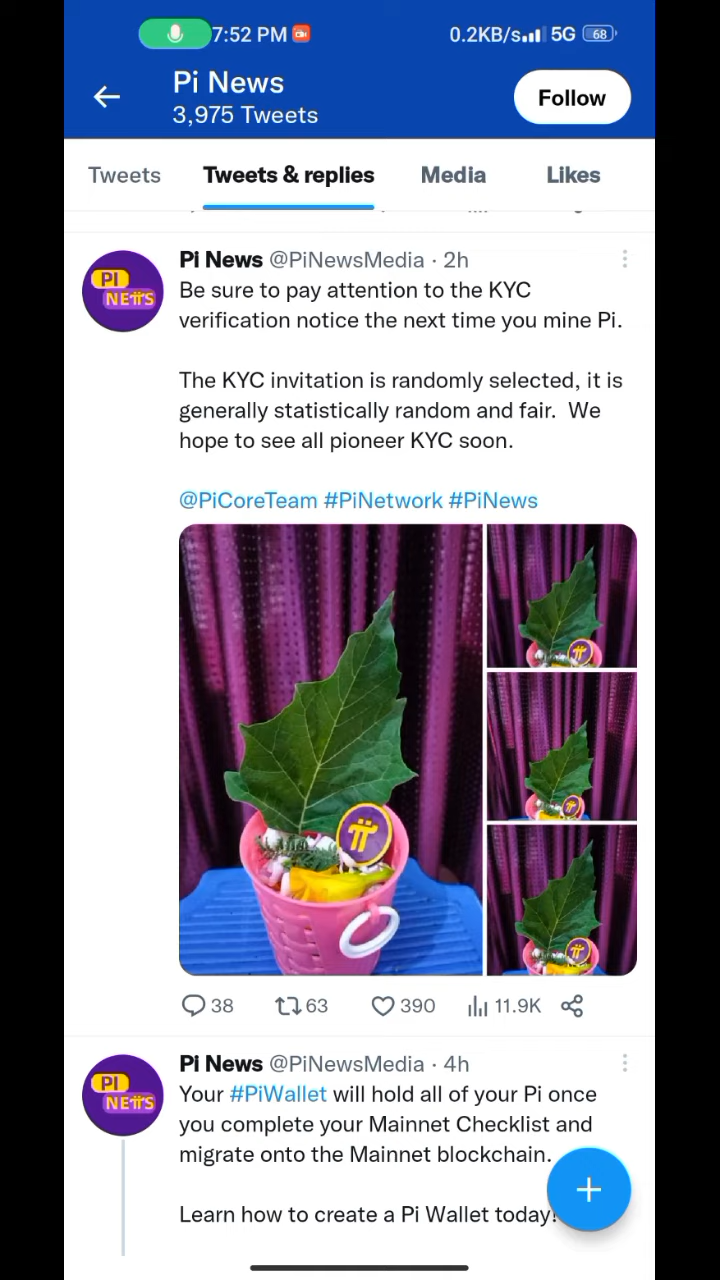 7:52 PM
0.2KB/s 5G 68
Pi News
3,975 Tweets
Follow
Tweets
Tweets & replies
Media
Likes
PI
NEWS
Pi News @PiNewsMedia · 2h
Be sure to pay attention to the KYC
verification notice the next time you mine Pi.
The KYC invitation is randomly selected, it is
generally statistically random and fair.  We
hope to see all pioneer KYC soon.
@PiCoreTeam #PiNetwork #PiNews
38
63
390
11.9K
PI
NEWS
Pi News @PiNewsMedia · 4h
Your #PiWallet will hold all of your Pi once
you complete your Mainnet Checklist and
migrate onto the Mainnet blockchain.
Learn how to create a Pi Wallet today!